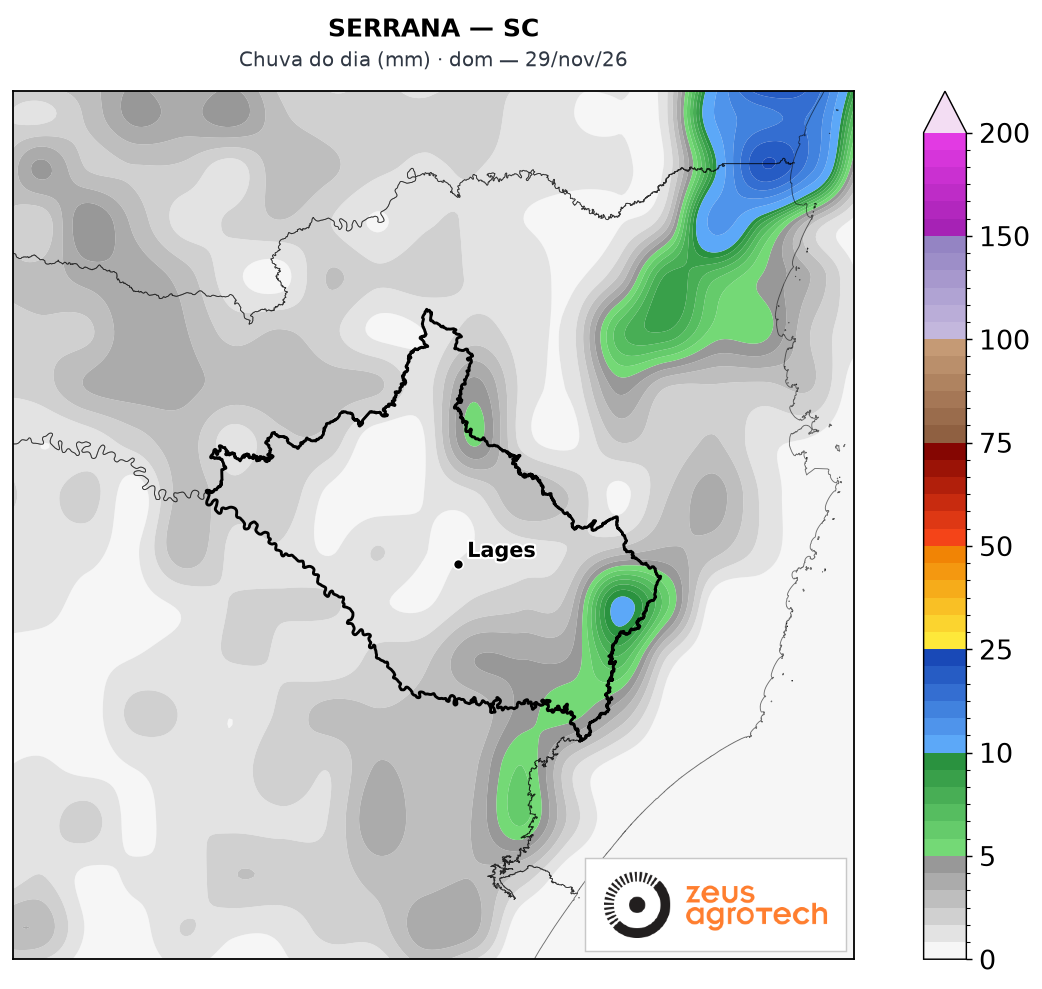 SERRANA — SC
Chuva do dia (mm) · dom — 29/nov/26
200
150
100
75
50
25
10
5
0
Lages
zeus
agrotech